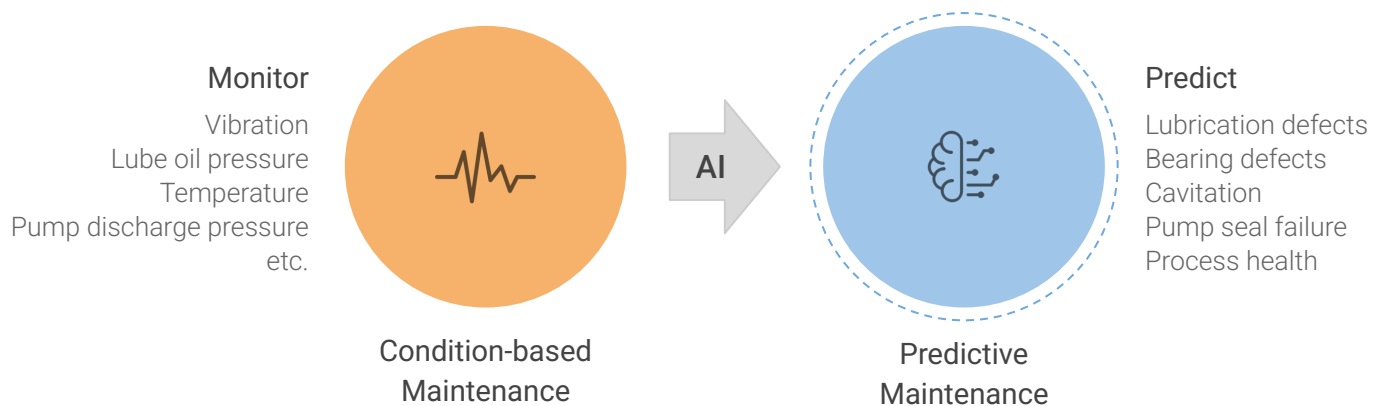 Monitor
Vibration
Lube oil pressure
Temperature
Pump discharge pressure
etc.
Condition-based
Maintenance
AI
Predictive
Maintenance
Predict
Lubrication defects
Bearing defects
Cavitation
Pump seal failure
Process health